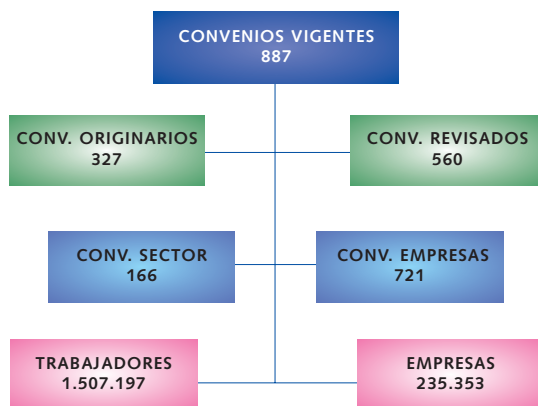 CONVENIOS VIGENTES
887
CONV. ORIGINARIOS
327
CONV. REVISADOS
560
CONV. SECTOR
166
CONV. EMPRESAS
721
TRABAJADORES
1.507.197
EMPRESAS
235.353